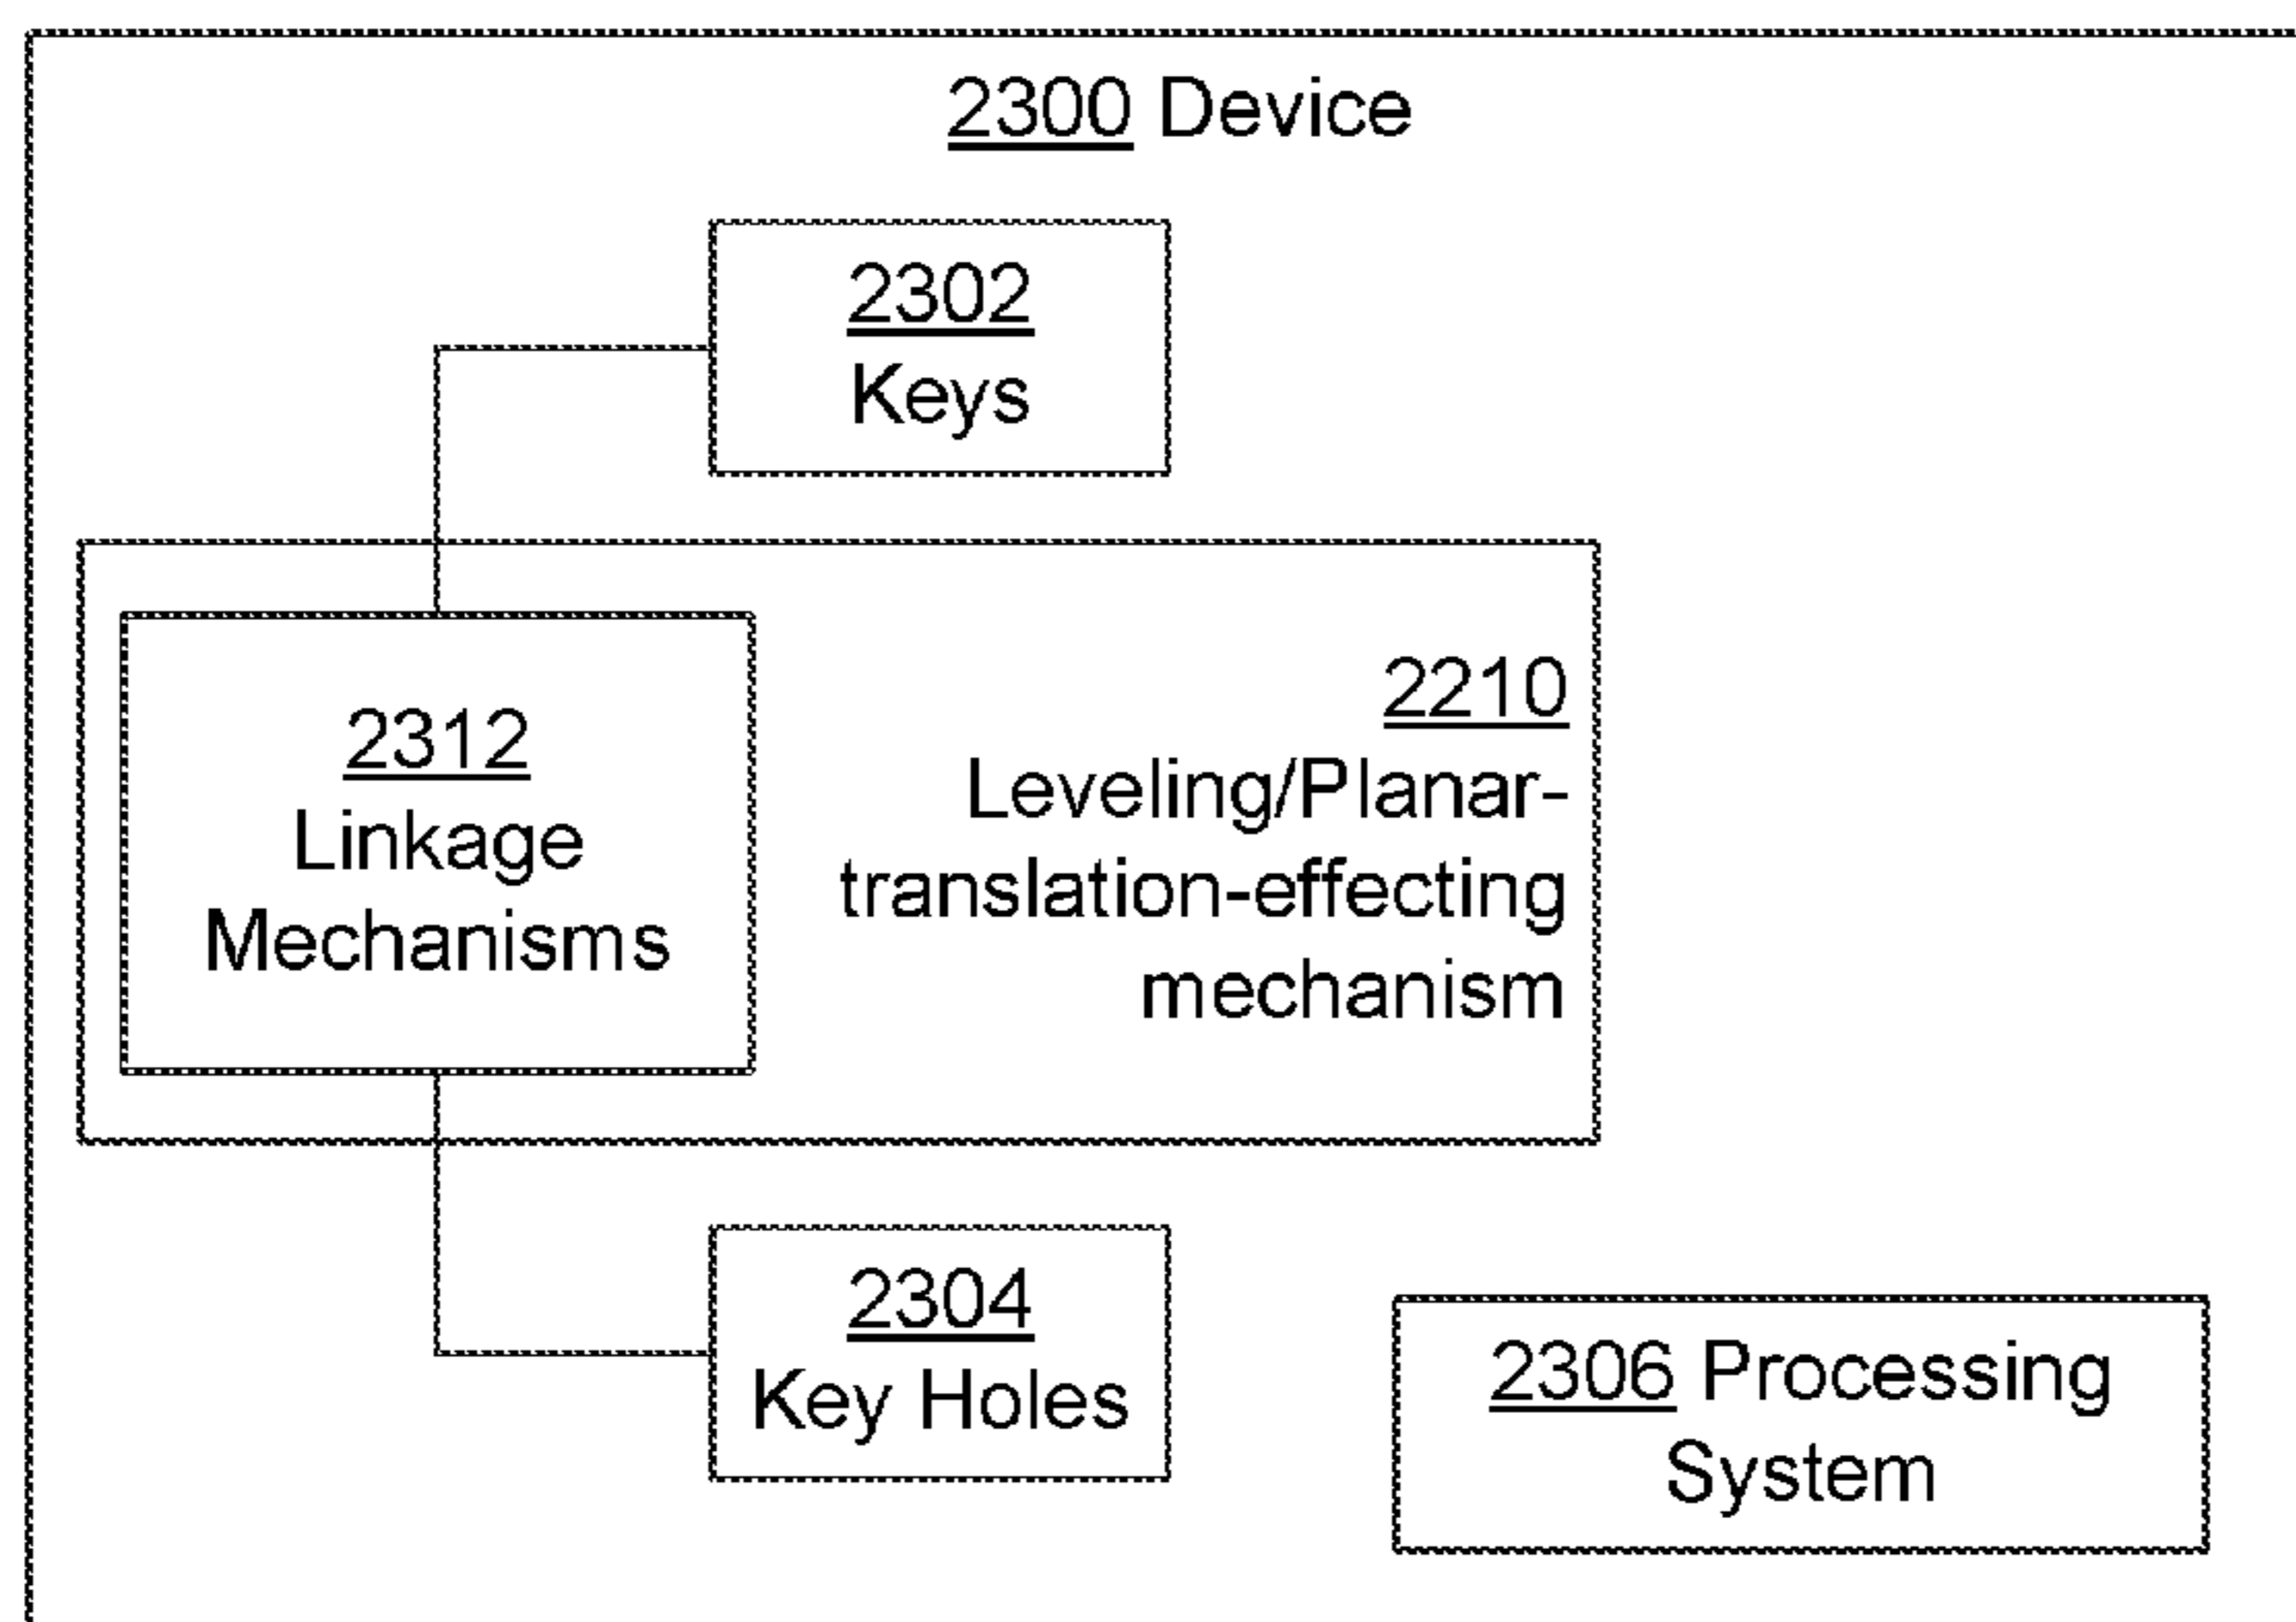 2300 Device
2302
Keys
2312
Linkage
Mechanisms
2210
Leveling/Planar-
translation-effecting
mechanism
2304
Key Holes
2306 Processing
System